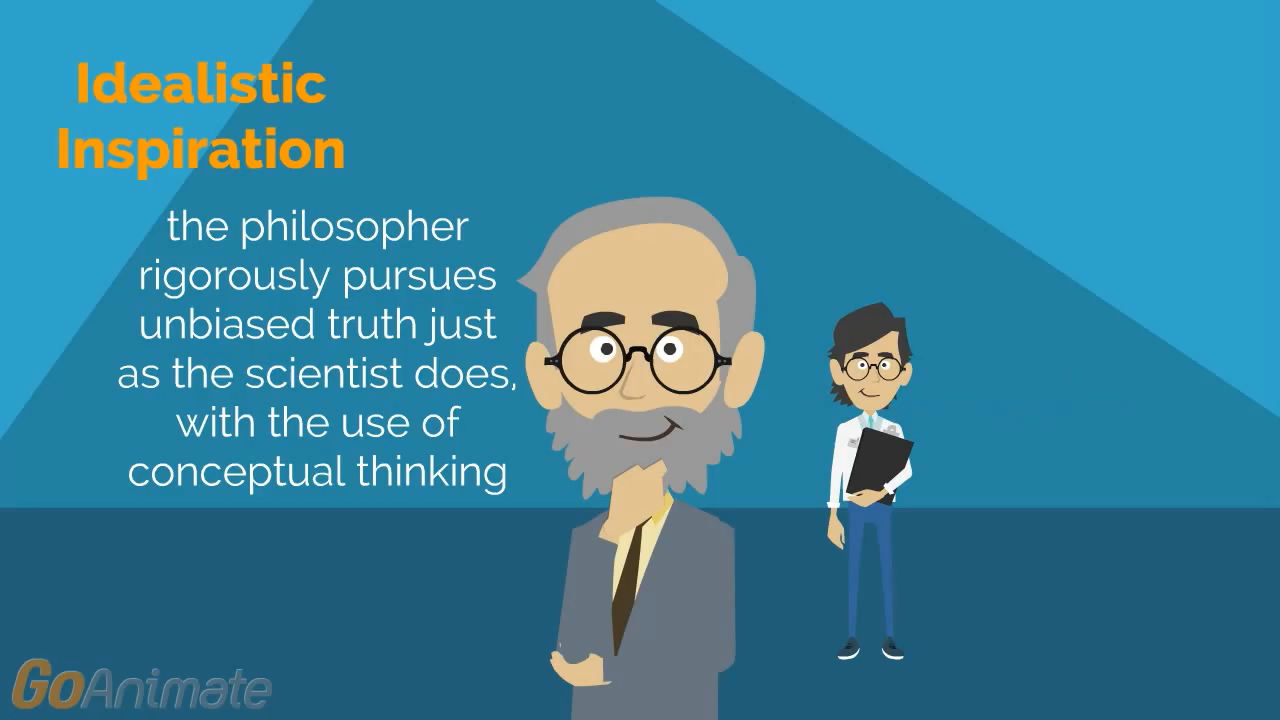 Idealistic
Inspiration
the philosopher
rigorously pursues
unbiased truth just
as the scientist does,
with the use of
conceptual thinking
GoAnimate